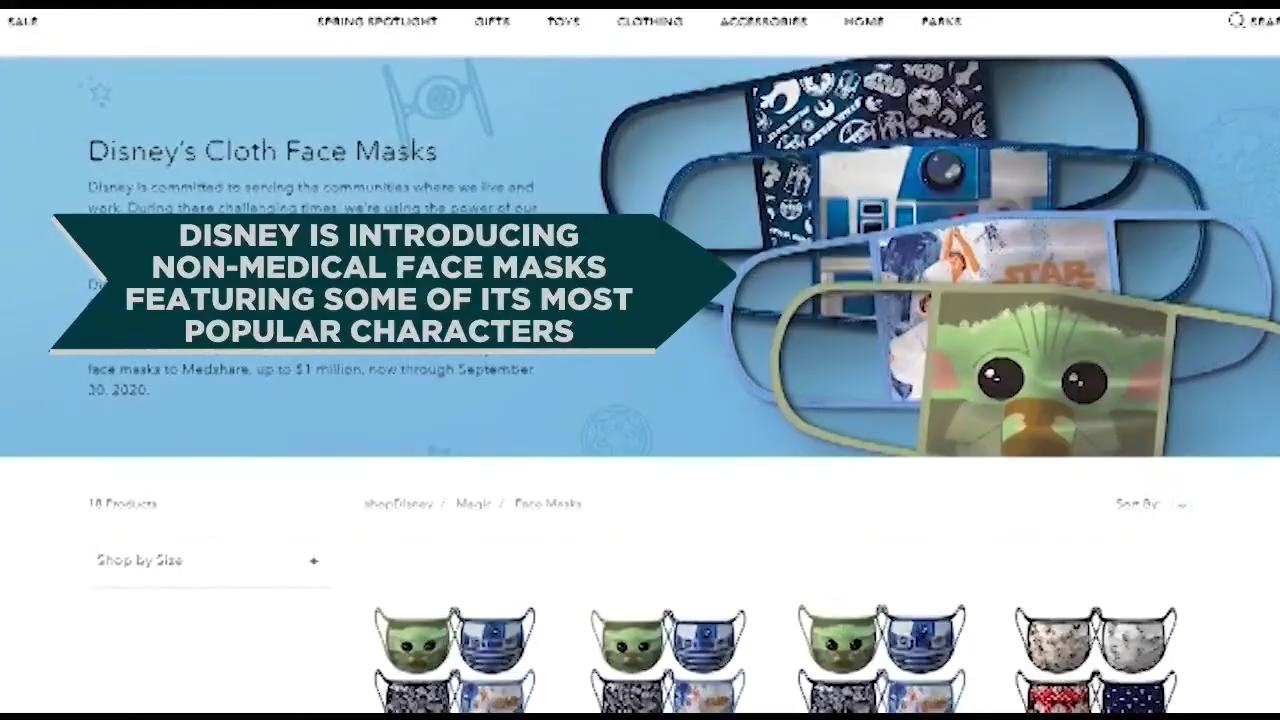 SALE
SPRING SPOTLIGHT GIFTS TOYS CLOTHING ACCESSORIES HOME PARKS
Disney's Cloth Face Masks
Disney is committed to serving the communities where we live and
work. During these challenging times, we're using the power of our
DISNEY IS INTRODUCING
NON-MEDICAL FACE MASKS
FEATURING SOME OF ITS MOST
POPULAR CHARACTERS
STAR
face masks to Medshare, up to $1 million, now through September
30, 2020.
18 Products
shopDisney / Magic / Face Masks
Sort By:
Shop by Size +